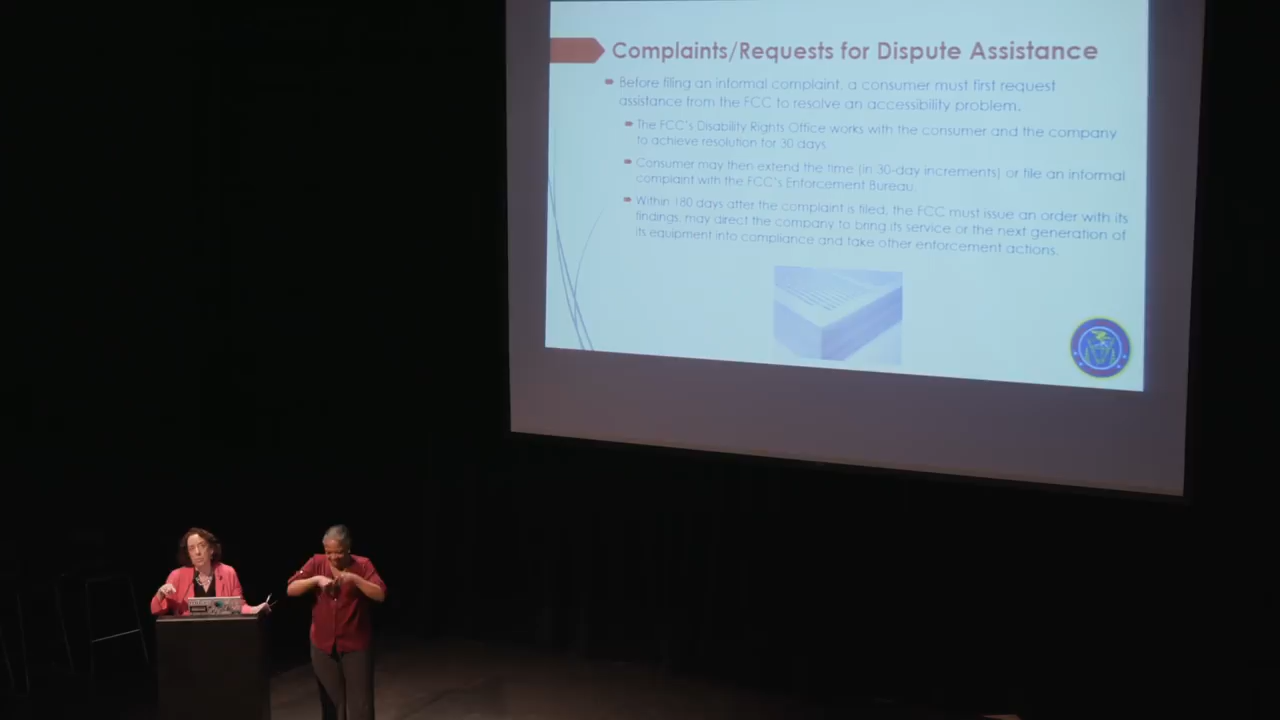 Complaints/Requests for Dispute Assistance
Before filing an informal complaint, a consumer must first request
assistance from the FCC to resolve an accessibility problem.
The FCC's Disability Rights Office works with the consumer and the company
to achieve resolution for 30 days
Consumer may then extend the time (in 30-day increments) or file an informal
complaint with the FCC's Enforcement Bureau.
Within 180 days after the complaint is filed, the FCC must issue an order with its
findings, may direct the company to bring its service or the next generation of
its equipment into compliance and take other enforcement actions.